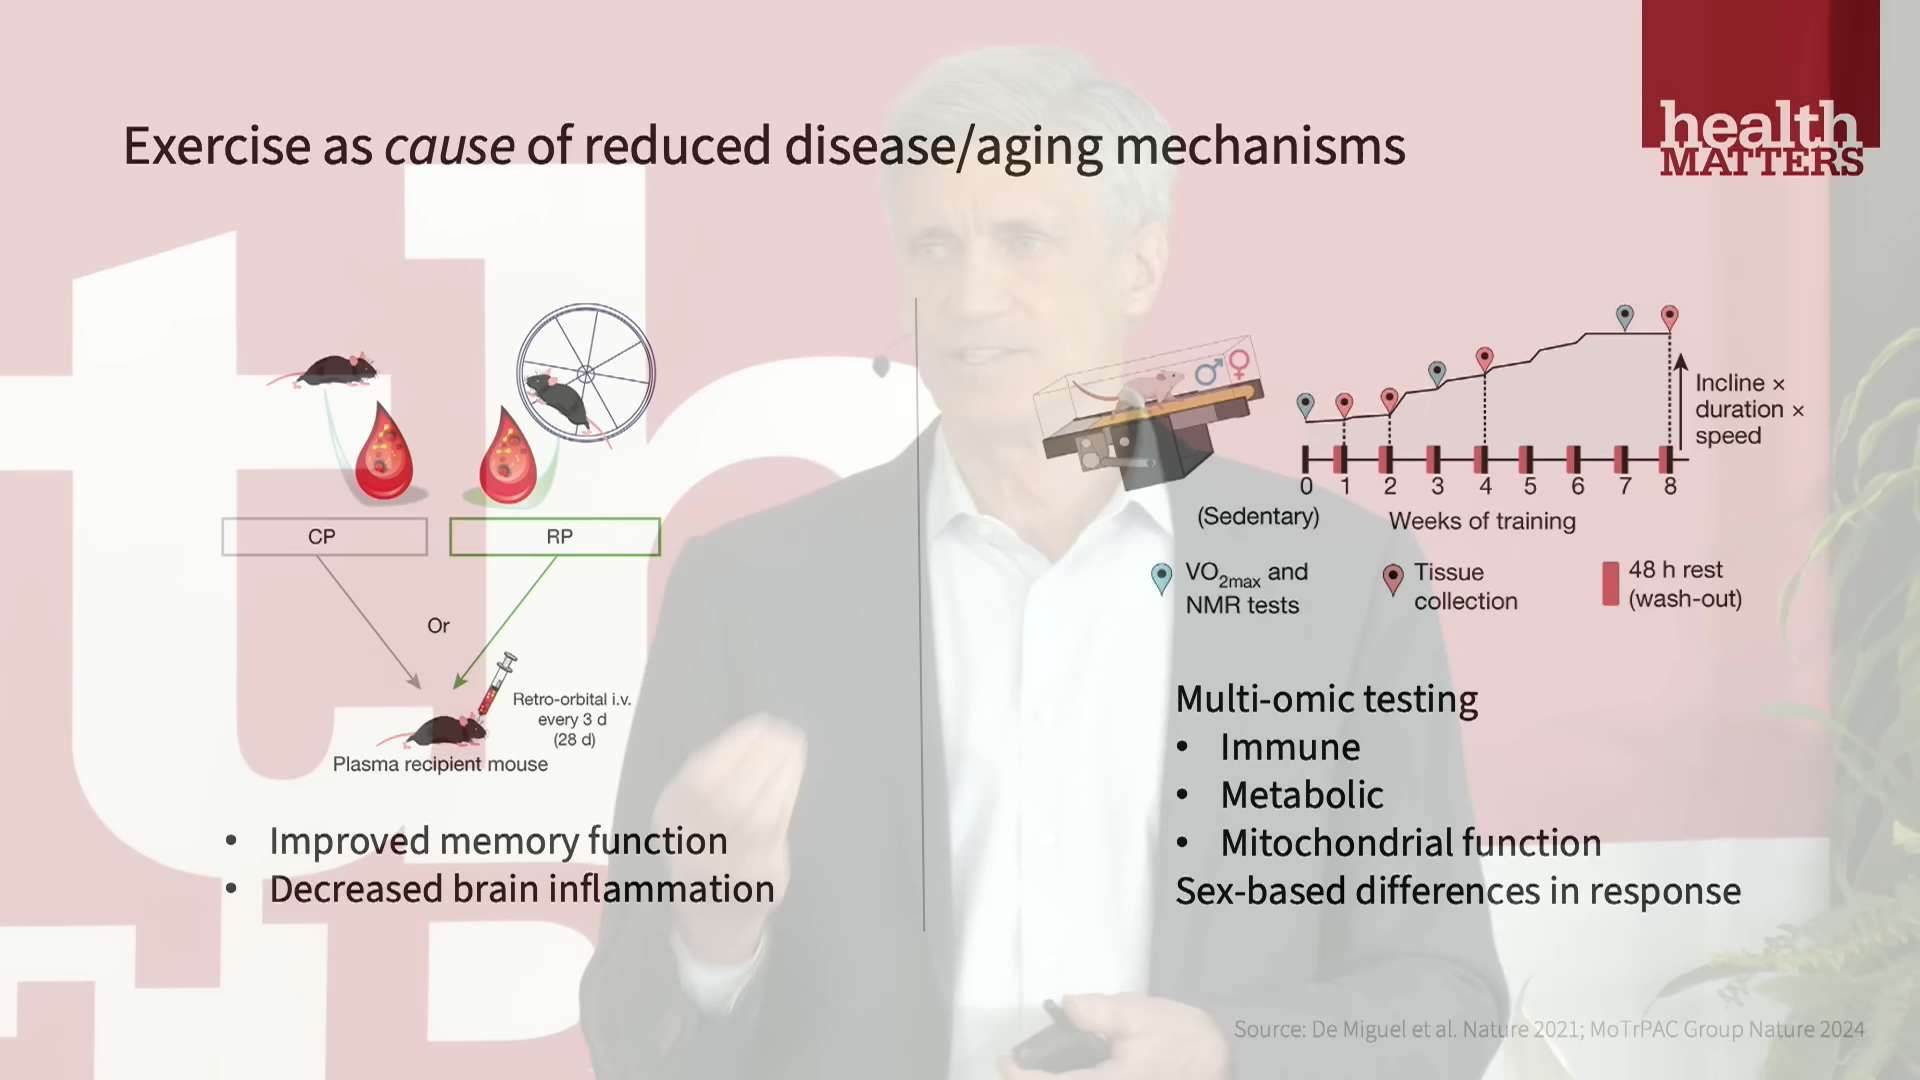 health
MATTERS
Exercise as cause of reduced disease/aging mechanisms
CP
RP
Or
Retro-orbital i.v.
every 3 d
(28 d)
Plasma recipient mouse
• Improved memory function
• Decreased brain inflammation
Incline ×
duration ×
speed
0 1 2 3 4 5 6 7 8
(Sedentary)
Weeks of training
VO2max and
NMR tests
Tissue
collection
48 h rest
(wash-out)
Multi-omic testing
• Immune
• Metabolic
• Mitochondrial function
Sex-based differences in response
Source: De Miguel et al. Nature 2021; MoTrPAC Group Nature 2024